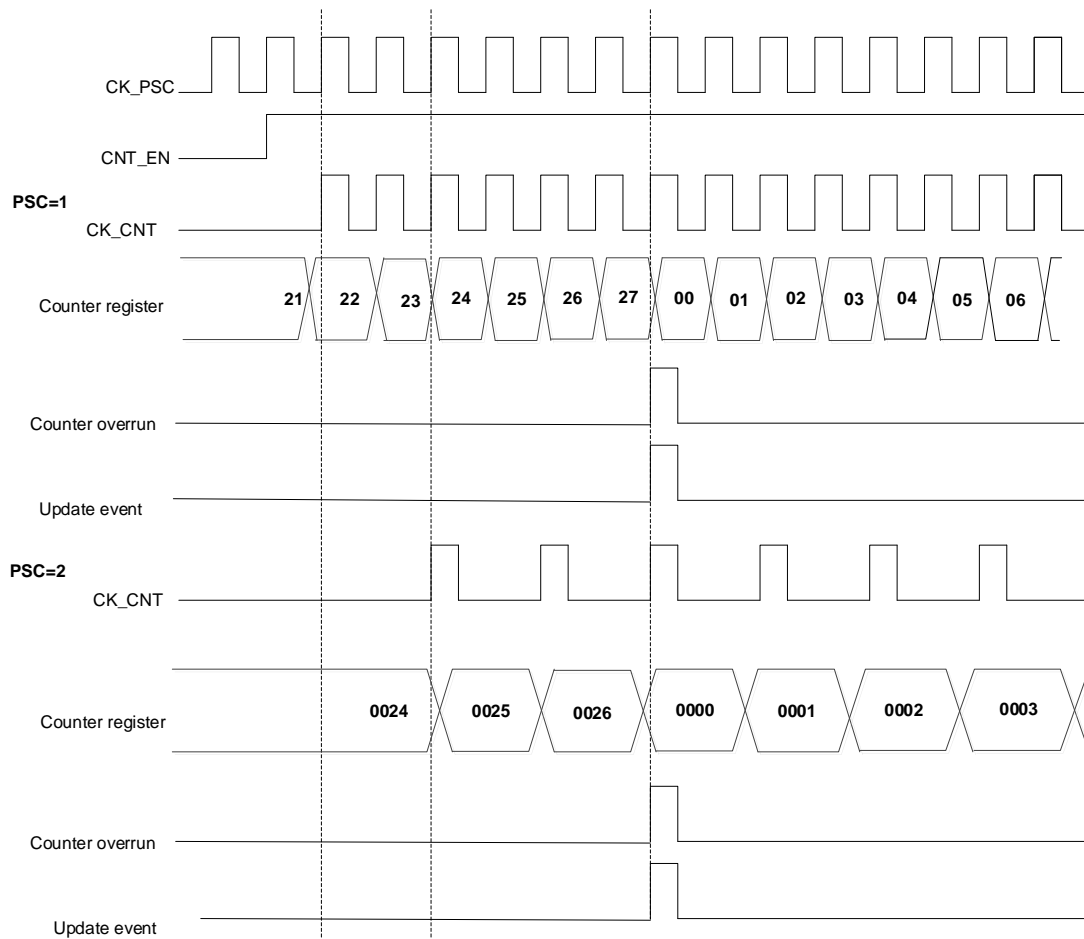 CK_PSC
CNT_EN
PSC=1
CK_CNT
Counter register 21 22 23 24 25 26 27 00 01 02 03 04 05 06
Counter overrun
Update event
PSC=2
CK_CNT
Counter register 0024 0025 0026 0000 0001 0002 0003
Counter overrun
Update event